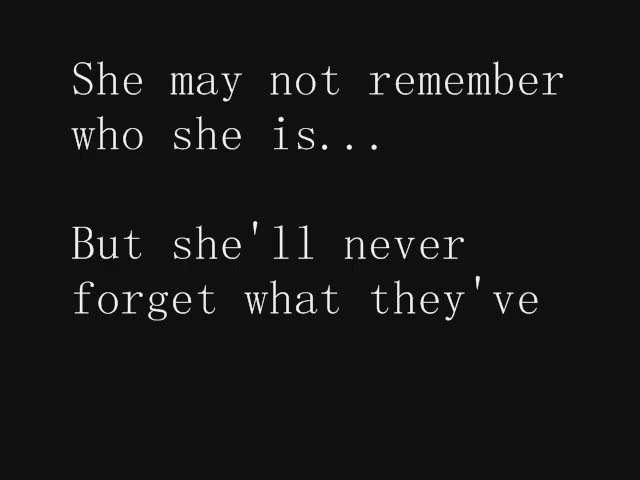 She may not remember
who she is...
But she'll never
forget what they've